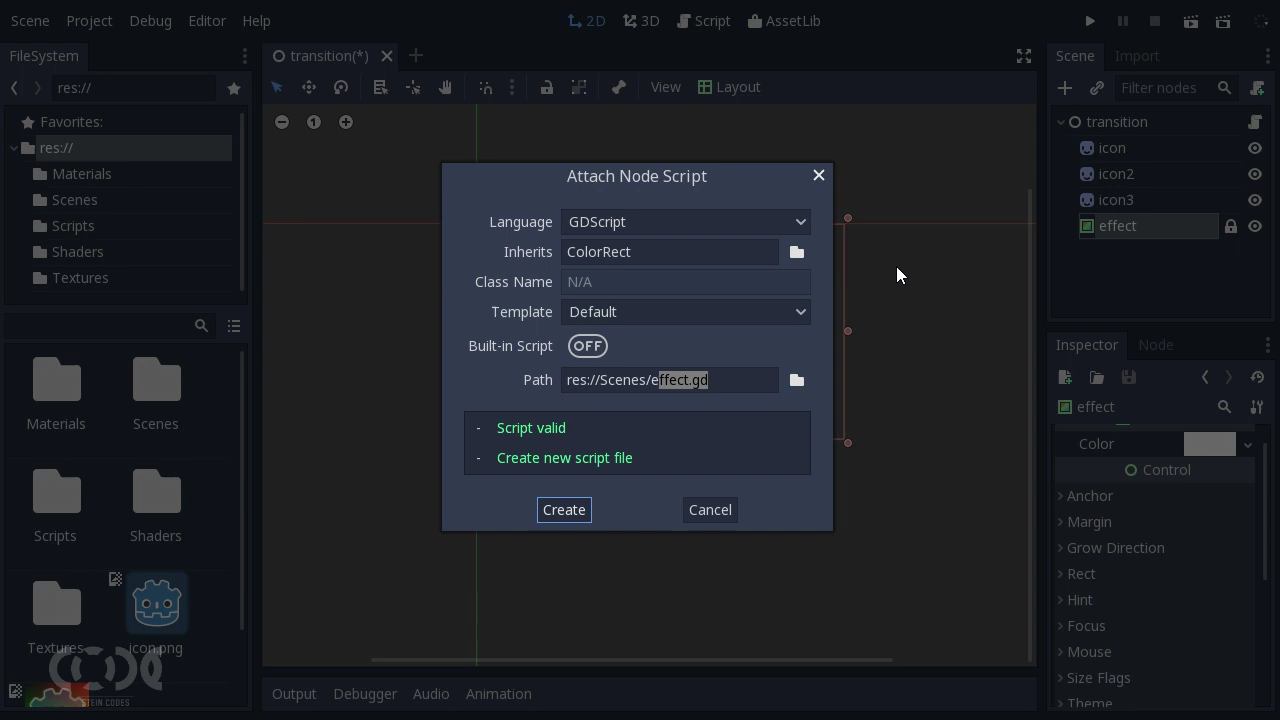 Scene Project Debug Editor Help 2D 3D Script AssetLib
FileSystem
res://
Favorites:
res://
Materials
Scenes
Scripts
Shaders
Textures
Materials Scenes
Scripts Shaders
Textures icon.png
transition(*)
View Layout
1
Attach Node Script
Language GDScript
Inherits ColorRect
Class Name N/A
Template Default
Built-in Script OFF
Path res://Scenes/effect.gd
- Script valid
- Create new script file
Create Cancel
Output Debugger Audio Animation
Scene Import
Filter nodes
transition
icon
icon2
icon3
effect
Inspector Node
effect
Color
Control
Anchor
Margin
Grow Direction
Rect
Hint
Focus
Mouse
Size Flags
Theme